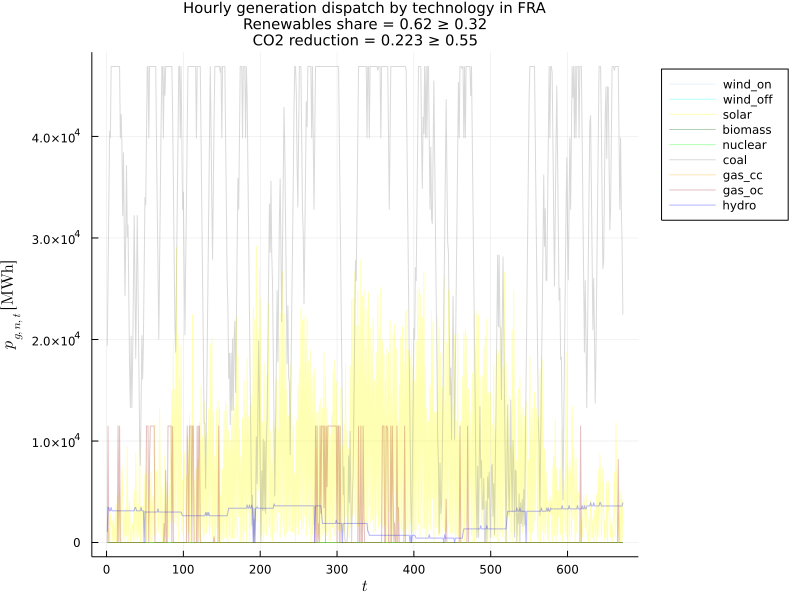 Hourly generation dispatch by technology in FRA
Renewables share = 0.62 ≥ 0.32
CO2 reduction = 0.223 ≥ 0.55
wind_on
wind_off
solar
biomass
nuclear
coal
gas_cc
gas_oc
hydro
p_{g,n,t} [MWh]
4.0×10⁴
3.0×10⁴
2.0×10⁴
1.0×10⁴
0
0 100 200 300 400 500 600
t